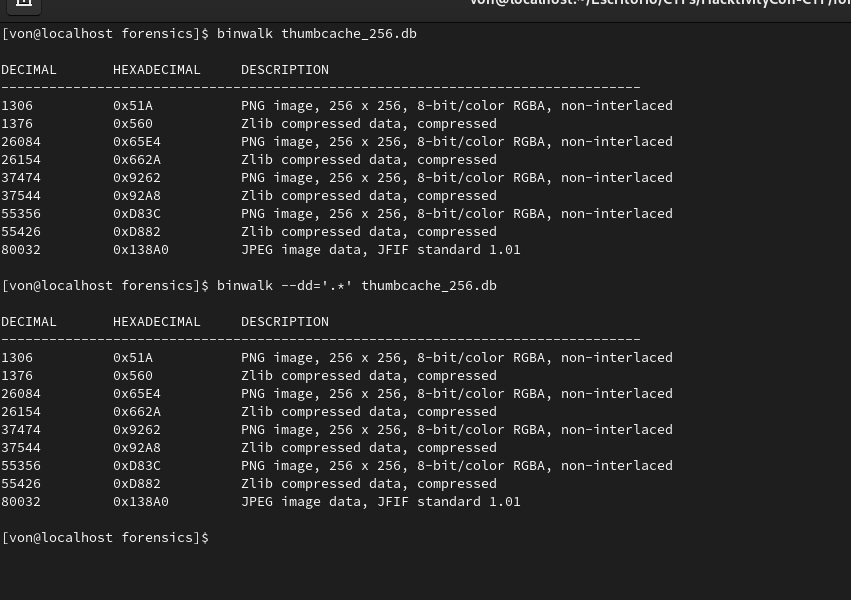 von@localhost:~/Escritorio/CTFs/HacktivityCon-CTF/for
[von@localhost forensics]$ binwalk thumbcache_256.db
DECIMAL       HEXADECIMAL     DESCRIPTION
--------------------------------------------------------------------------------
1306          0x51A           PNG image, 256 x 256, 8-bit/color RGBA, non-interlaced
1376          0x560           Zlib compressed data, compressed
26084         0x65E4          PNG image, 256 x 256, 8-bit/color RGBA, non-interlaced
26154         0x662A          Zlib compressed data, compressed
37474         0x9262          PNG image, 256 x 256, 8-bit/color RGBA, non-interlaced
37544         0x92A8          Zlib compressed data, compressed
55356         0xD83C          PNG image, 256 x 256, 8-bit/color RGBA, non-interlaced
55426         0xD882          Zlib compressed data, compressed
80032         0x138A0         JPEG image data, JFIF standard 1.01
[von@localhost forensics]$ binwalk --dd='.*' thumbcache_256.db
DECIMAL       HEXADECIMAL     DESCRIPTION
--------------------------------------------------------------------------------
1306          0x51A           PNG image, 256 x 256, 8-bit/color RGBA, non-interlaced
1376          0x560           Zlib compressed data, compressed
26084         0x65E4          PNG image, 256 x 256, 8-bit/color RGBA, non-interlaced
26154         0x662A          Zlib compressed data, compressed
37474         0x9262          PNG image, 256 x 256, 8-bit/color RGBA, non-interlaced
37544         0x92A8          Zlib compressed data, compressed
55356         0xD83C          PNG image, 256 x 256, 8-bit/color RGBA, non-interlaced
55426         0xD882          Zlib compressed data, compressed
80032         0x138A0         JPEG image data, JFIF standard 1.01
[von@localhost forensics]$